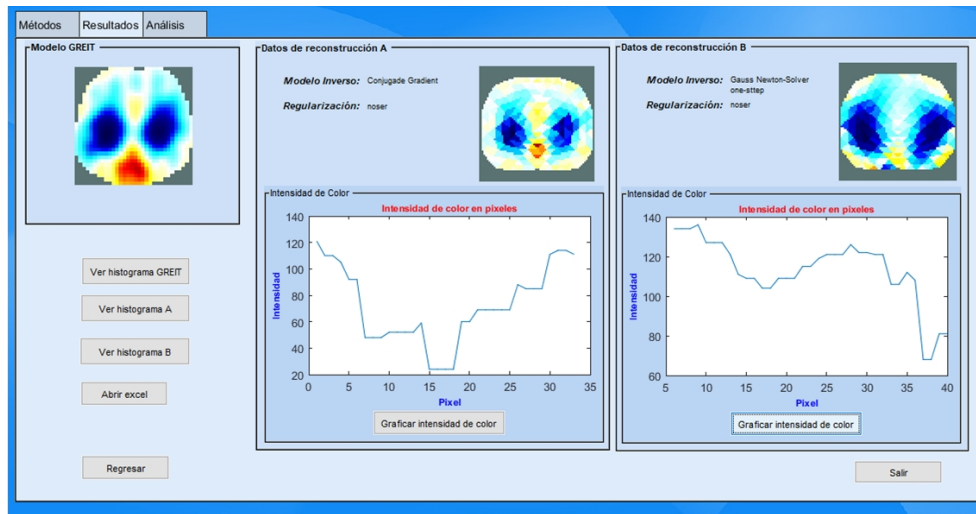 Métodos
Resultados
Análisis
Modelo GREIT
Ver histograma GREIT
Ver histograma A
Ver histograma B
Abrir excel
Regresar
Datos de reconstrucción A
Modelo Inverso: Conjugade Gradient
Regularización: noser
Intensidad de Color
Intensidad de color en pixeles
Intensidad
140
120
100
80
60
40
20
0 5 10 15 20 25 30 35
Pixel
Graficar intensidad de color
Datos de reconstrucción B
Modelo Inverso: Gauss Newton-Solver
one-sttep
Regularización: noser
Intensidad de Color
Intensidad de color en pixeles
Intensidad
140
120
100
80
60
5 10 15 20 25 30 35 40
Pixel
Graficar intensidad de color
Salir